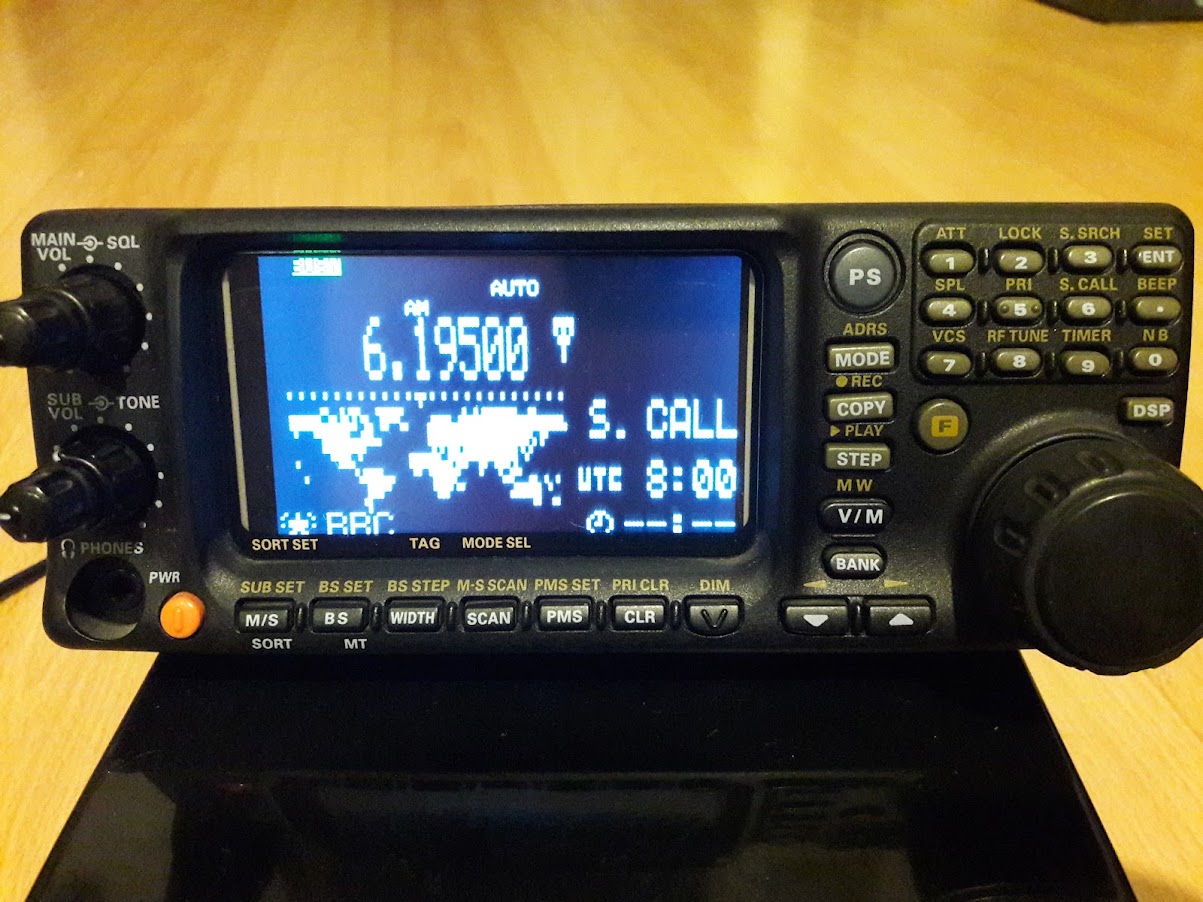 MAIN VOL SQL
SUB VOL TONE
PHONES
PWR
AUTO
AM
6.19500
S. CALL
UTC 8:00
BBC
--:--
SORT SET TAG MODE SEL
SUB SET BS SET BS STEP M-S SCAN PMS SET PRI CLR DIM
M/S BS WIDTH SCAN PMS CLR V
SORT MT
PS
ADRS
MODE
REC
COPY
PLAY
STEP
M W
V/M
BANK
ATT LOCK S. SRCH SET
1 2 3 ENT
SPL PRI S. CALL BEEP
4 5 6 .
VCS RF TUNE TIMER N B
7 8 9 0
F
DSP